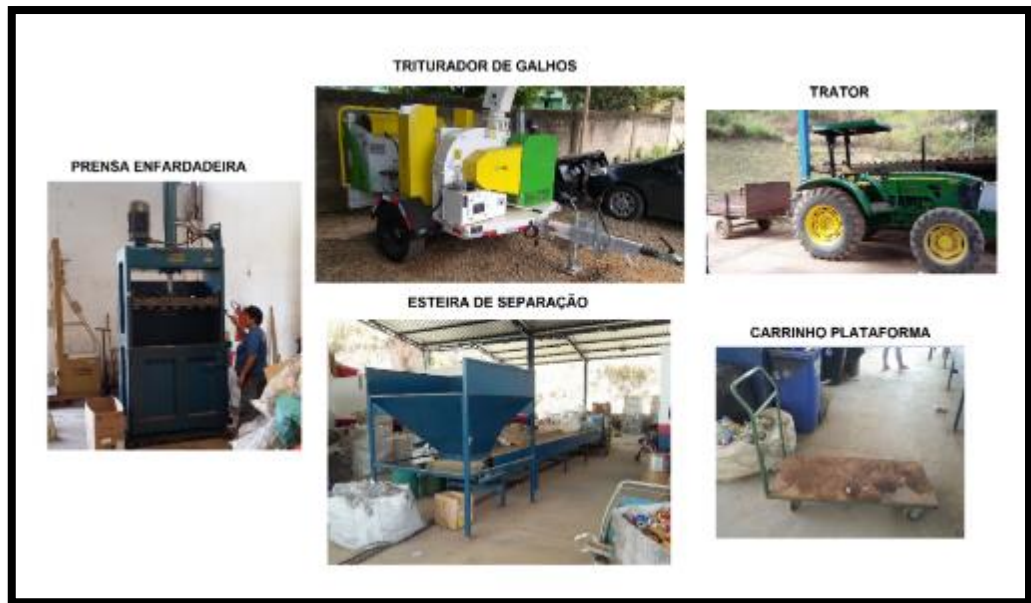 TRITURADOR DE GALHOS
TRATOR
PRENSA ENFARDADEIRA
ESTEIRA DE SEPARAÇÃO
CARRINHO PLATAFORMA